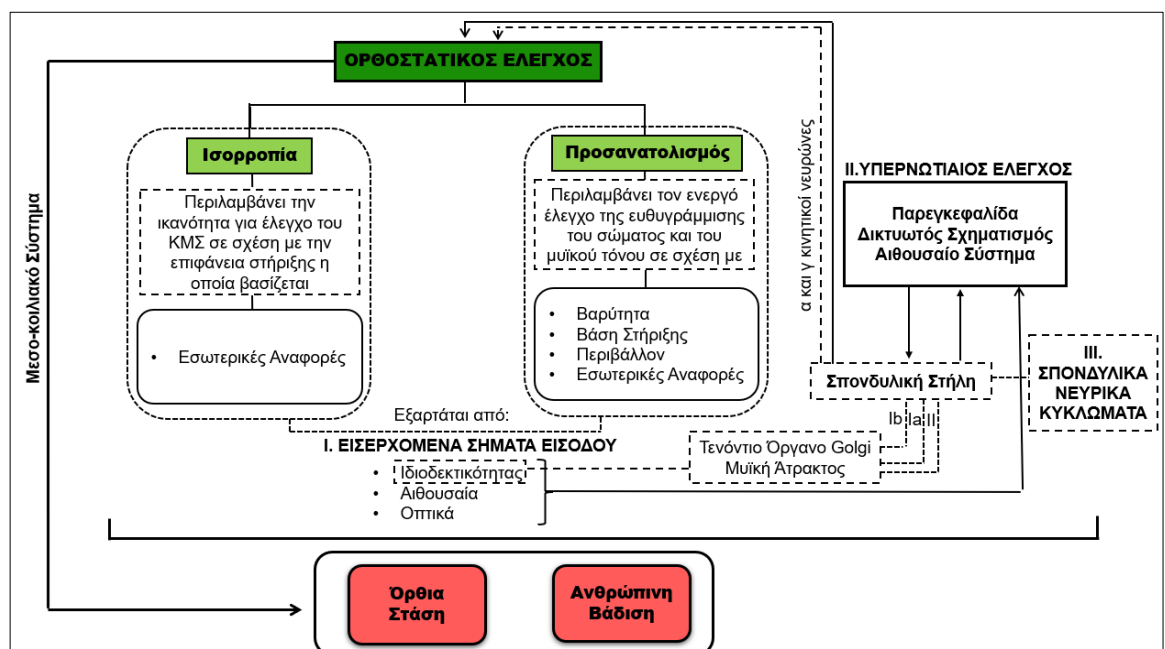 ΟΡΘΟΣΤΑΤΙΚΟΣ ΕΛΕΓΧΟΣ
Ισορροπία
Περιλαμβάνει την
ικανότητα για έλεγχο του
ΚΜΣ σε σχέση με την
επιφάνεια στήριξης η
οποία βασίζεται
• Εσωτερικές Αναφορές
Προσανατολισμός
Περιλαμβάνει τον ενεργό
έλεγχο της ευθυγράμμισης
του σώματος και του
μυϊκού τόνου σε σχέση με
• Βαρύτητα
• Βάση Στήριξης
• Περιβάλλον
• Εσωτερικές Αναφορές
Μεσο-κοιλιακό Σύστημα
α και γ κινητικοί νευρώνες
II.ΥΠΕΡΝΩΤΙΑΙΟΣ ΕΛΕΓΧΟΣ
Παρεγκεφαλίδα
Δικτυωτός Σχηματισμός
Αιθουσαίο Σύστημα
Σπονδυλική Στήλη
III.
ΣΠΟΝΔΥΛΙΚΑ
ΝΕΥΡΙΚΑ
ΚΥΚΛΩΜΑΤΑ
Ib Ia II
Τενόντιο Όργανο Golgi
Μυϊκή Άτρακτος
Εξαρτάται από:
I. ΕΙΣΕΡΧΟΜΕΝΑ ΣΗΜΑΤΑ ΕΙΣΟΔΟΥ
• Ιδιοδεκτικότητας
• Αιθουσαία
• Οπτικά
Όρθια
Στάση
Ανθρώπινη
Βάδιση